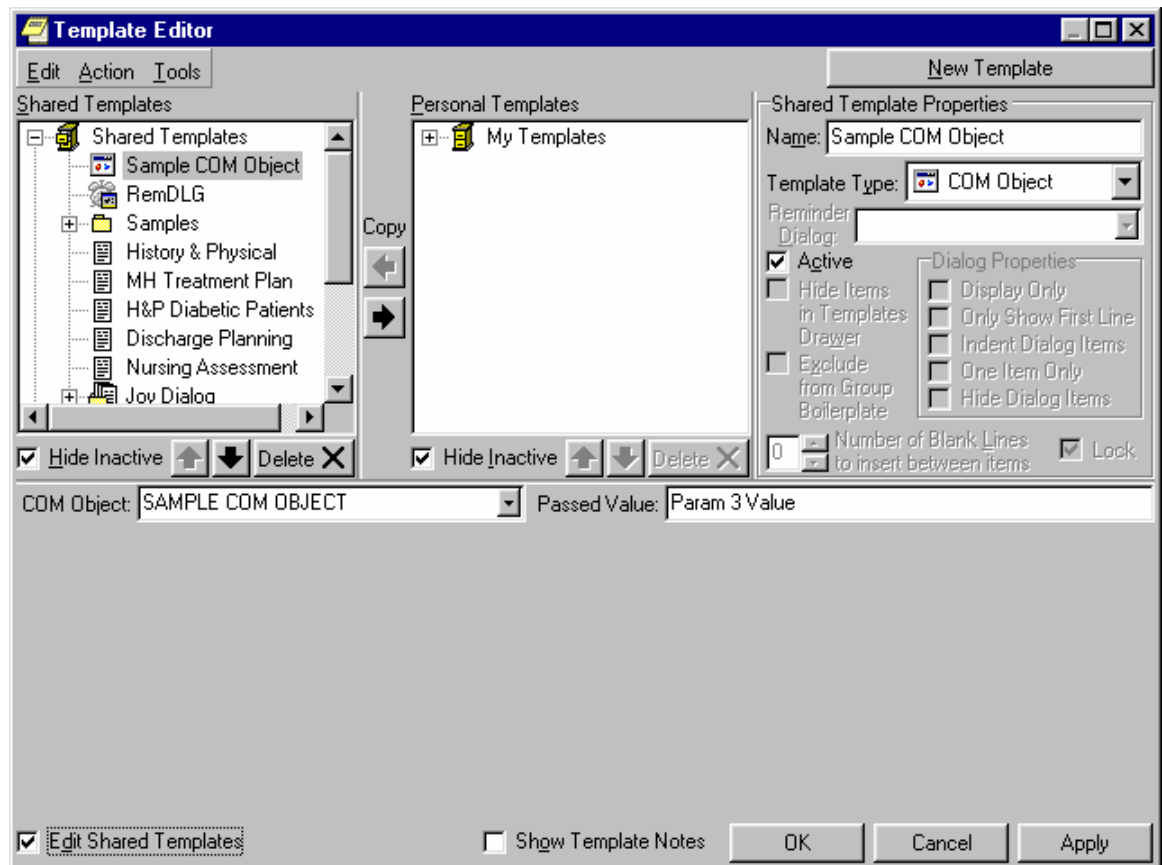 Template Editor
Edit Action Tools
New Template
Shared Templates
Shared Templates
Sample COM Object
RemDLG
Samples
History & Physical
MH Treatment Plan
H&P Diabetic Patients
Discharge Planning
Nursing Assessment
Joy Dialog
Hide Inactive
Delete
Copy
Personal Templates
My Templates
Hide Inactive
Delete
Shared Template Properties
Name: Sample COM Object
Template Type: COM Object
Reminder
Dialog:
Active
Hide Items
in Templates
Drawer
Exclude
from Group
Boilerplate
Dialog Properties
Display Only
Only Show First Line
Indent Dialog Items
One Item Only
Hide Dialog Items
0 Number of Blank Lines
to insert between items
Lock
COM Object: SAMPLE COM OBJECT Passed Value: Param 3 Value
Edit Shared Templates Show Template Notes OK Cancel Apply